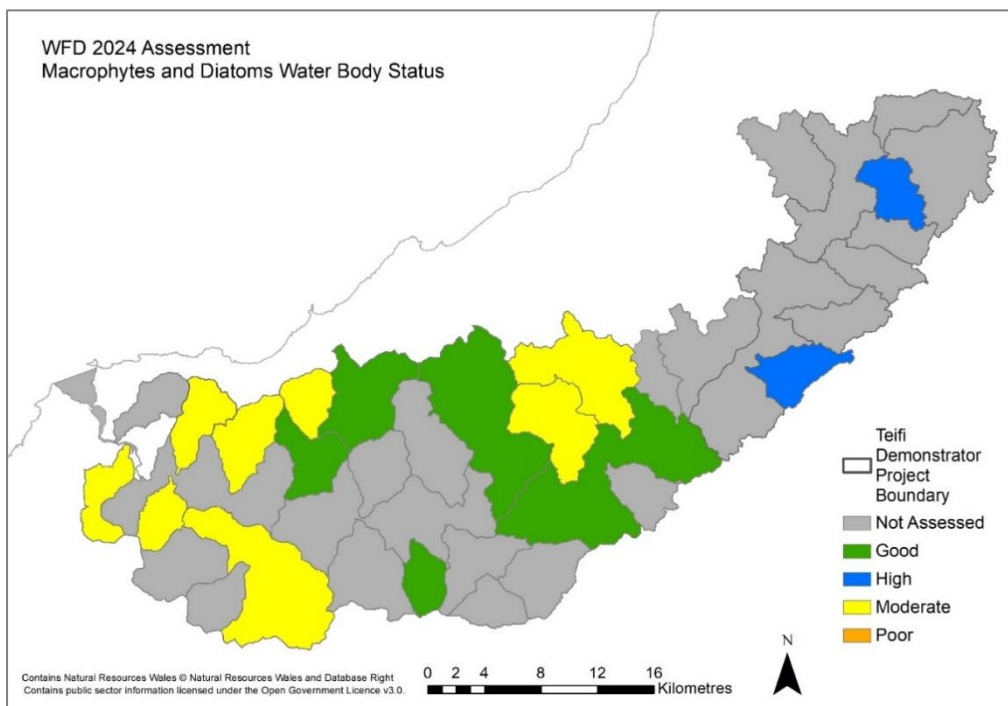 WFD 2024 Assessment
Macrophytes and Diatoms Water Body Status
Teifi
Demonstrator
Project
Boundary
Not Assessed
Good
High
Moderate
Poor
N
0 2 4 8 12 16
Kilometres
Contains Natural Resources Wales © Natural Resources Wales and Database Right
Contains public sector information licensed under the Open Government Licence v3.0.